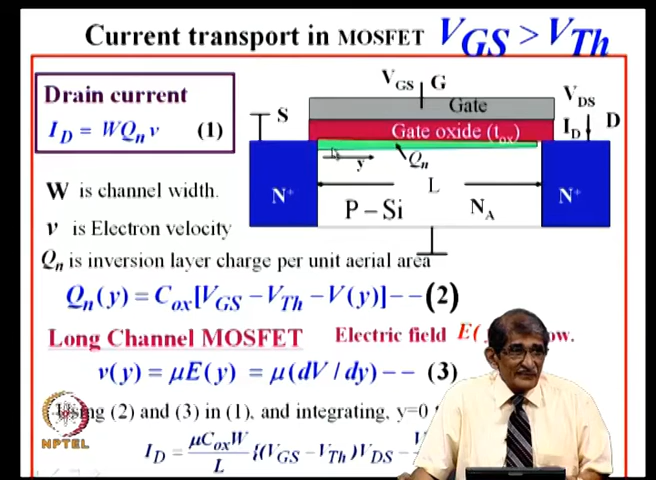 Current transport in MOSFET V_GS > V_Th
Drain current
I_D = WQ_n v (1)
V_GS G
Gate
Gate oxide (t_ox)
S
V_DS
I_D D
y
Q_n
L
N⁺
P – Si
N_A
N⁺
W is channel width.
v is Electron velocity
Q_n is inversion layer charge per unit aerial area
Q_n(y) = C_ox[V_GS – V_Th – V(y)] – – (2)
Long Channel MOSFET Electric field E( ow.
v(y) = μE(y) = μ(dV / dy) – – (3)
Using (2) and (3) in (1), and integrating, y=0
I_D = μC_oxW / L {(V_GS – V_Th)V_DS –
NPTEL